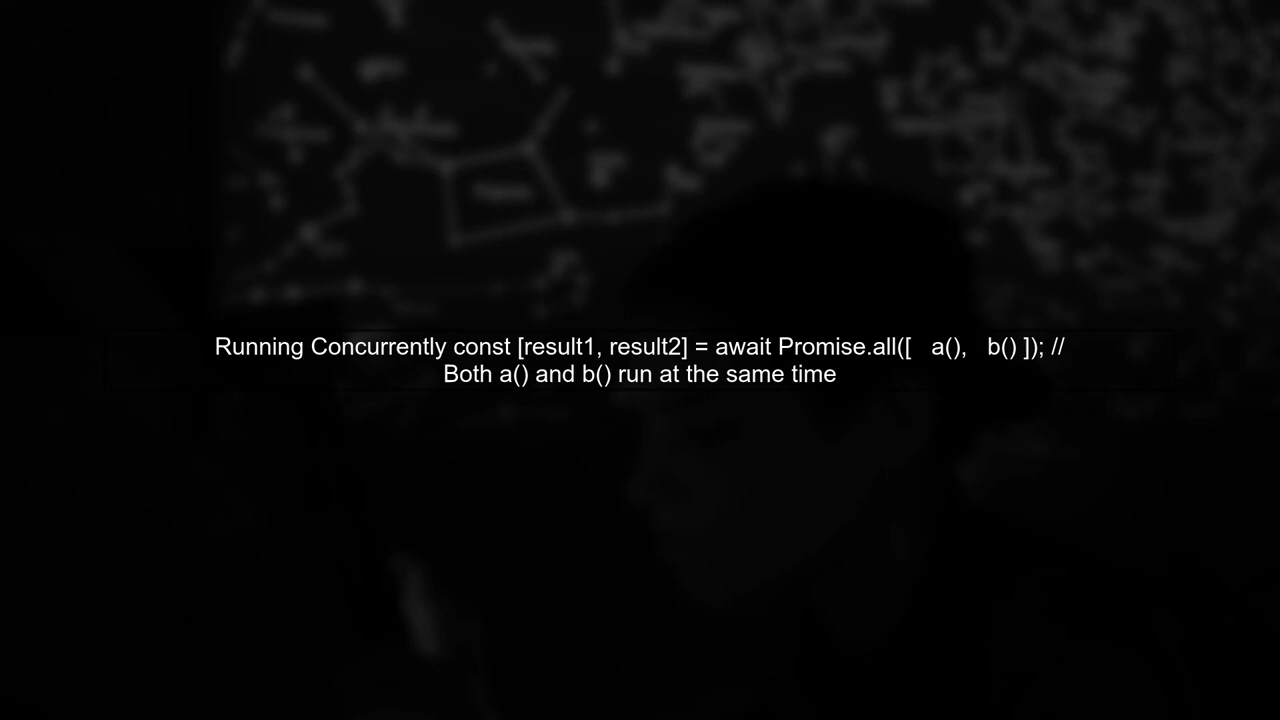 Running Concurrently const [result1, result2] = await Promise.all([   a(),   b() ]); //
Both a() and b() run at the same time